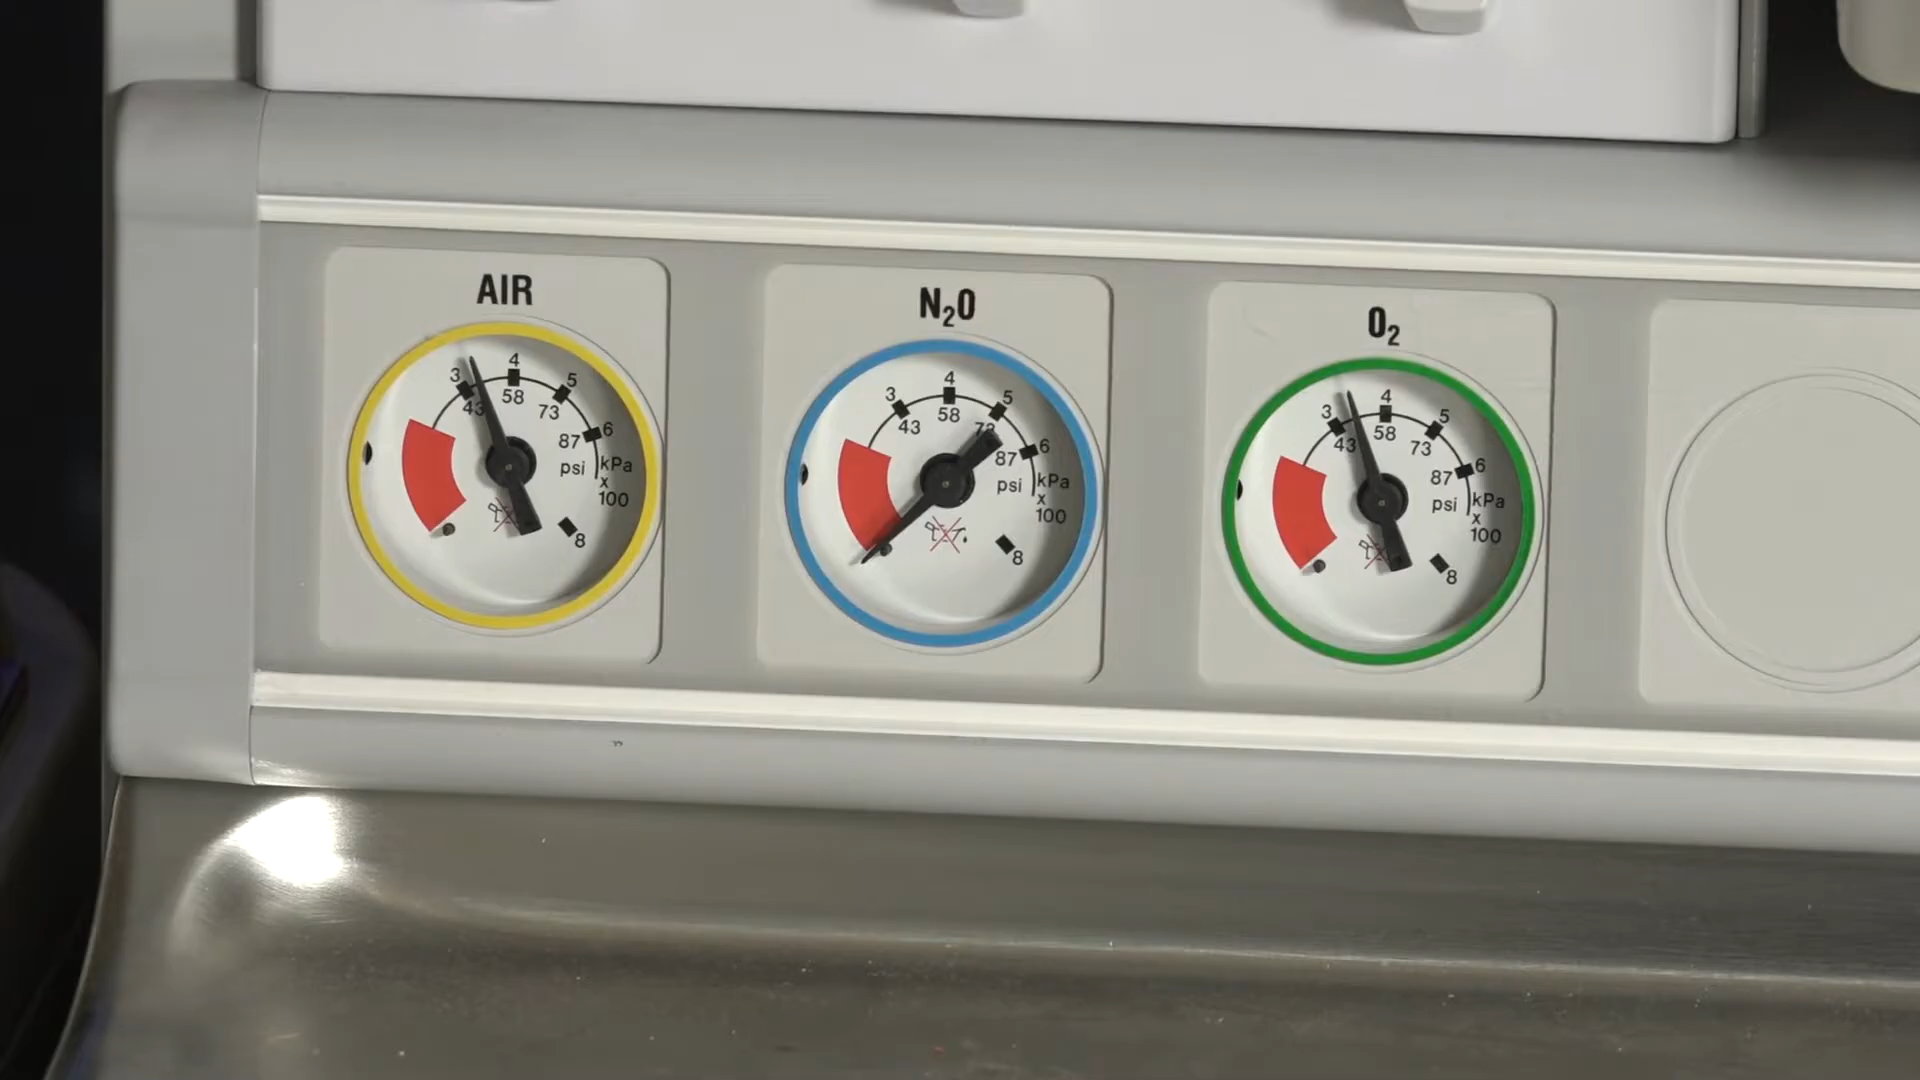 AIR
3 4 5 6 8
43 58 73 87
psi kPa
x
100
N₂O
3 4 5 6 8
43 58 87
psi kPa
x
100
O₂
3 4 5 6 8
43 58 73 87
psi kPa
x
100